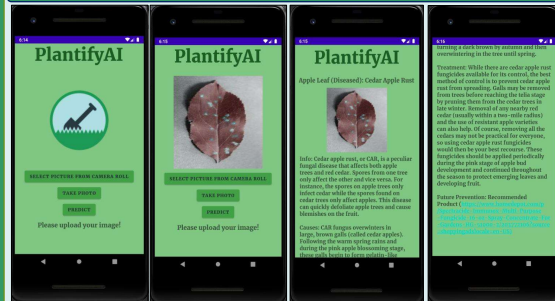 6:14
PlantifyAI
SELECT PICTURE FROM CAMERA ROLL
TAKE PHOTO
PREDICT
Please upload your image!
6:15
PlantifyAI
SELECT PICTURE FROM CAMERA ROLL
TAKE PHOTO
PREDICT
Please upload your image!
6:15
PlantifyAI
Apple Leaf (Diseased): Cedar Apple Rust
Info: Cedar apple rust, or CAR, is a peculiar
fungal disease that affects both apple
trees and red cedar. Spores from one tree
only affect the other and vice versa. For
instance, the spores on apple trees only
infect cedar while the spores found on
cedar trees only affect apples. This disease
can quickly defoliate apple trees and cause
blemishes on the fruit.
Causes: CAR fungus overwinters in
large, brown galls (called cedar apples).
Following the warm spring rains and
during the pink apple blossoming stage,
these galls begin to form gelatin-like
6:16
turning a dark brown by autumn and then
overwintering in the tree until spring.
Treatment: While there are cedar apple rust
fungicides available for its control, the best
method of control is to prevent cedar apple
rust from spreading. Galls may be removed
from trees before reaching the telia stage
by pruning them from the cedar trees in
late winter. Removal of any nearby red
cedar (usually within a two-mile radius)
and the use of resistant apple varieties
can also help. Of course, removing all the
cedars may not be practical for everyone,
so using cedar apple rust fungicides
would then be your best recourse. These
fungicides should be applied periodically
during the pink stage of apple bud
development and continued throughout
the season to protect emerging leaves and
developing fruit.
Future Prevention: Recommended
Product